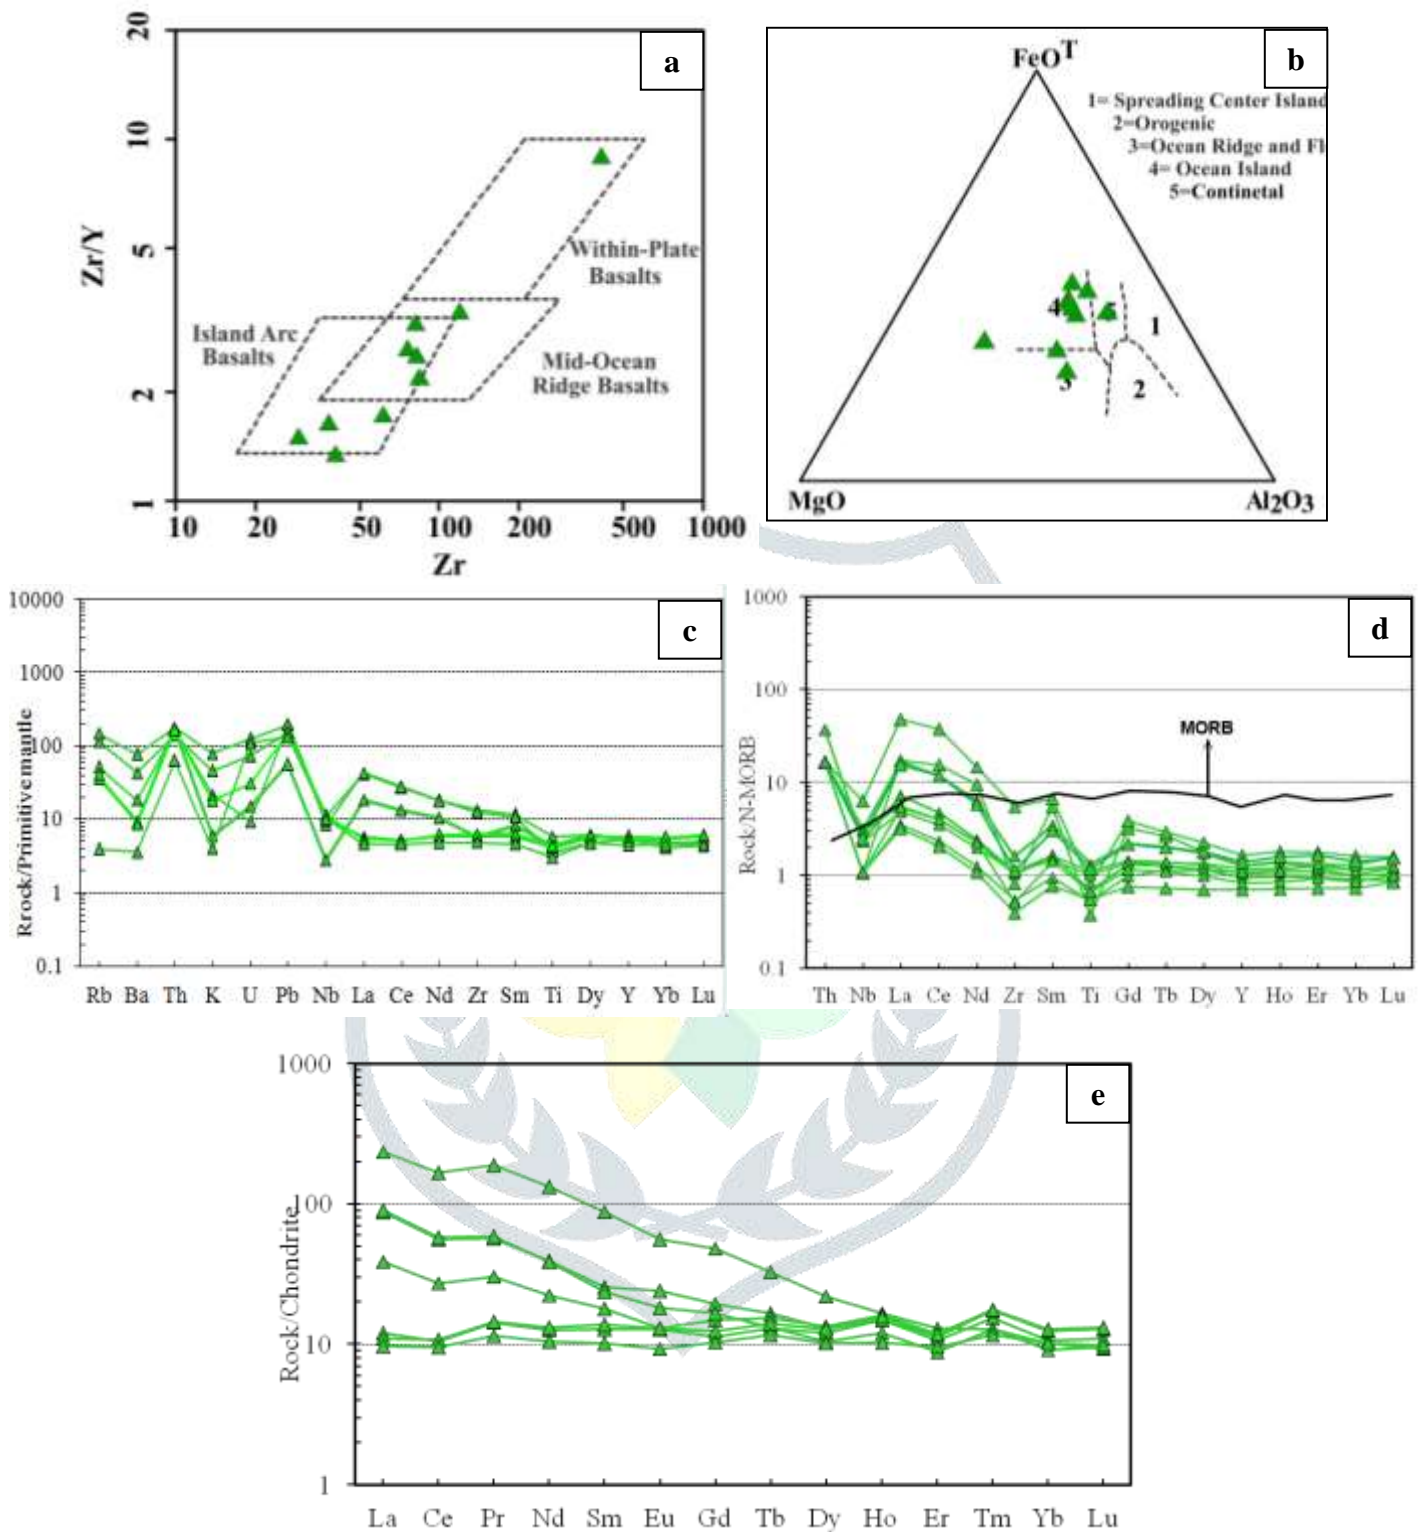 a
20
10
5
2
1
Zr/Y
Within-Plate
Basalts
Island Arc
Basalts
Mid-Ocean
Ridge Basalts
10 20 50 100 200 500 1000
Zr
b
FeOT
1= Spreading Center Island
2=Orogenic
3=Ocean Ridge and Fl
4= Ocean Island
5=Continetal
4 5 1
3 2
MgO Al2O3
c
10000
1000
100
10
1
0.1
Rrock/Primitivemantle
Rb Ba Th K U Pb Nb La Ce Nd Zr Sm Ti Dy Y Yb Lu
d
1000
100
10
1
0.1
Rock/N-MORB
MORB
Th Nb La Ce Nd Zr Sm Ti Gd Tb Dy Y Ho Er Yb Lu
e
1000
100
10
1
Rock/Chondrite
La Ce Pr Nd Sm Eu Gd Tb Dy Ho Er Tm Yb Lu